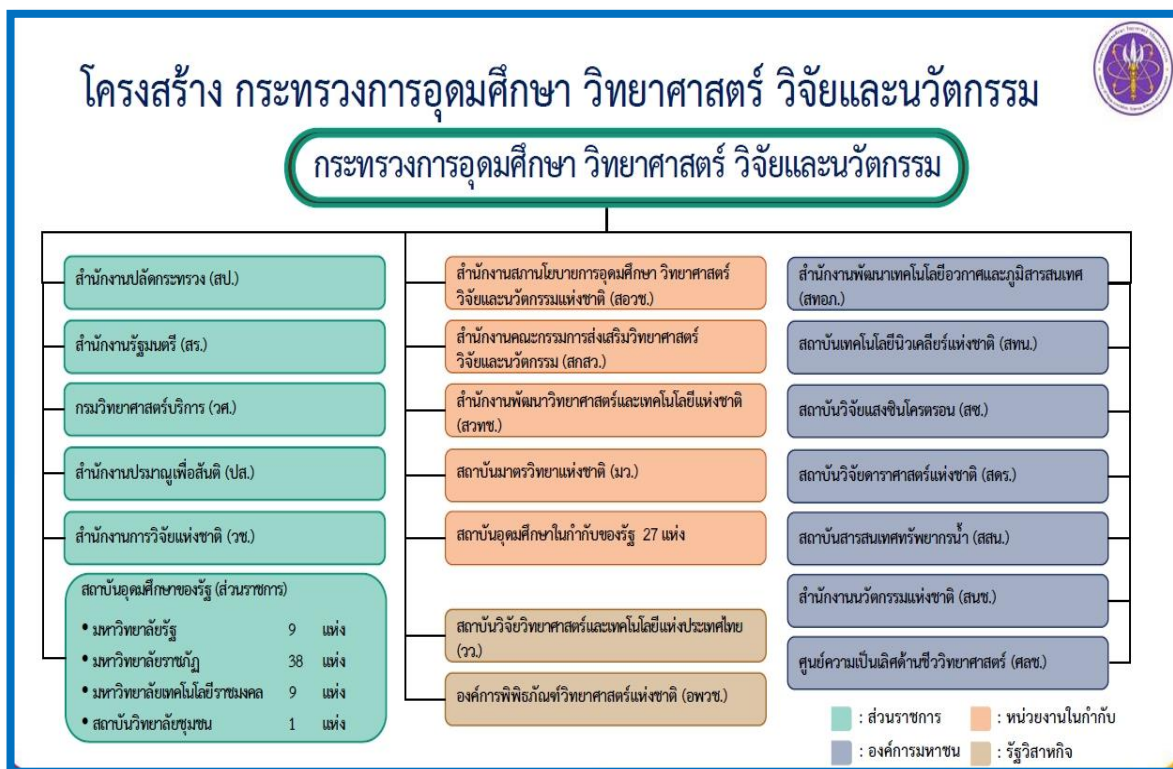 โครงสร้าง กระทรวงการอุดมศึกษา วิทยาศาสตร์ วิจัยและนวัตกรรม
กระทรวงการอุดมศึกษา วิทยาศาสตร์ วิจัยและนวัตกรรม
สำนักงานปลัดกระทรวง (สป.)
สำนักงานรัฐมนตรี (สร.)
กรมวิทยาศาสตร์บริการ (วศ.)
สำนักงานปรมาณูเพื่อสันติ (ปส.)
สำนักงานการวิจัยแห่งชาติ (วช.)
สถาบันอุดมศึกษาของรัฐ (ส่วนราชการ)
• มหาวิทยาลัยรัฐ 9 แห่ง
• มหาวิทยาลัยราชภัฏ 38 แห่ง
• มหาวิทยาลัยเทคโนโลยีราชมงคล 9 แห่ง
• สถาบันวิทยาลัยชุมชน 1 แห่ง
สำนักงานสภานโยบายการอุดมศึกษา วิทยาศาสตร์
วิจัยและนวัตกรรมแห่งชาติ (สอวช.)
สำนักงานคณะกรรมการส่งเสริมวิทยาศาสตร์
วิจัยและนวัตกรรม (สกสว.)
สำนักงานพัฒนาวิทยาศาสตร์และเทคโนโลยีแห่งชาติ
(สวทช.)
สถาบันมาตรวิทยาแห่งชาติ (มว.)
สถาบันอุดมศึกษาในกำกับของรัฐ 27 แห่ง
สถาบันวิจัยวิทยาศาสตร์และเทคโนโลยีแห่งประเทศไทย
(วว.)
องค์การพิพิธภัณฑ์วิทยาศาสตร์แห่งชาติ (อพวช.)
สำนักงานพัฒนาเทคโนโลยีอวกาศและภูมิสารสนเทศ
(สทอภ.)
สถาบันเทคโนโลยีนิวเคลียร์แห่งชาติ (สทน.)
สถาบันวิจัยแสงซินโครตรอน (สซ.)
สถาบันวิจัยดาราศาสตร์แห่งชาติ (สดร.)
สถาบันสารสนเทศทรัพยากรน้ำ (สสน.)
สำนักงานนวัตกรรมแห่งชาติ (สนช.)
ศูนย์ความเป็นเลิศด้านชีววิทยาศาสตร์ (ศลช.)
: ส่วนราชการ : หน่วยงานในกำกับ
: องค์การมหาชน : รัฐวิสาหกิจ